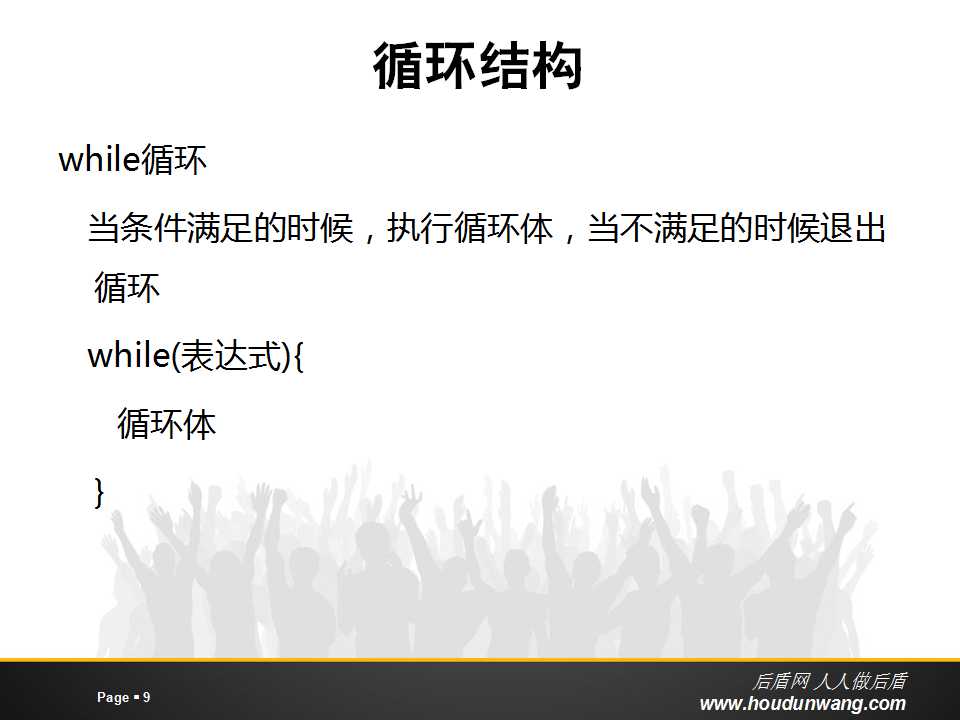 循环结构
while循环
当条件满足的时候，执行循环体，当不满足的时候退出
循环
while(表达式){
循环体
}
Page ▪ 9
后盾网 人人做后盾
www.houdunwang.com